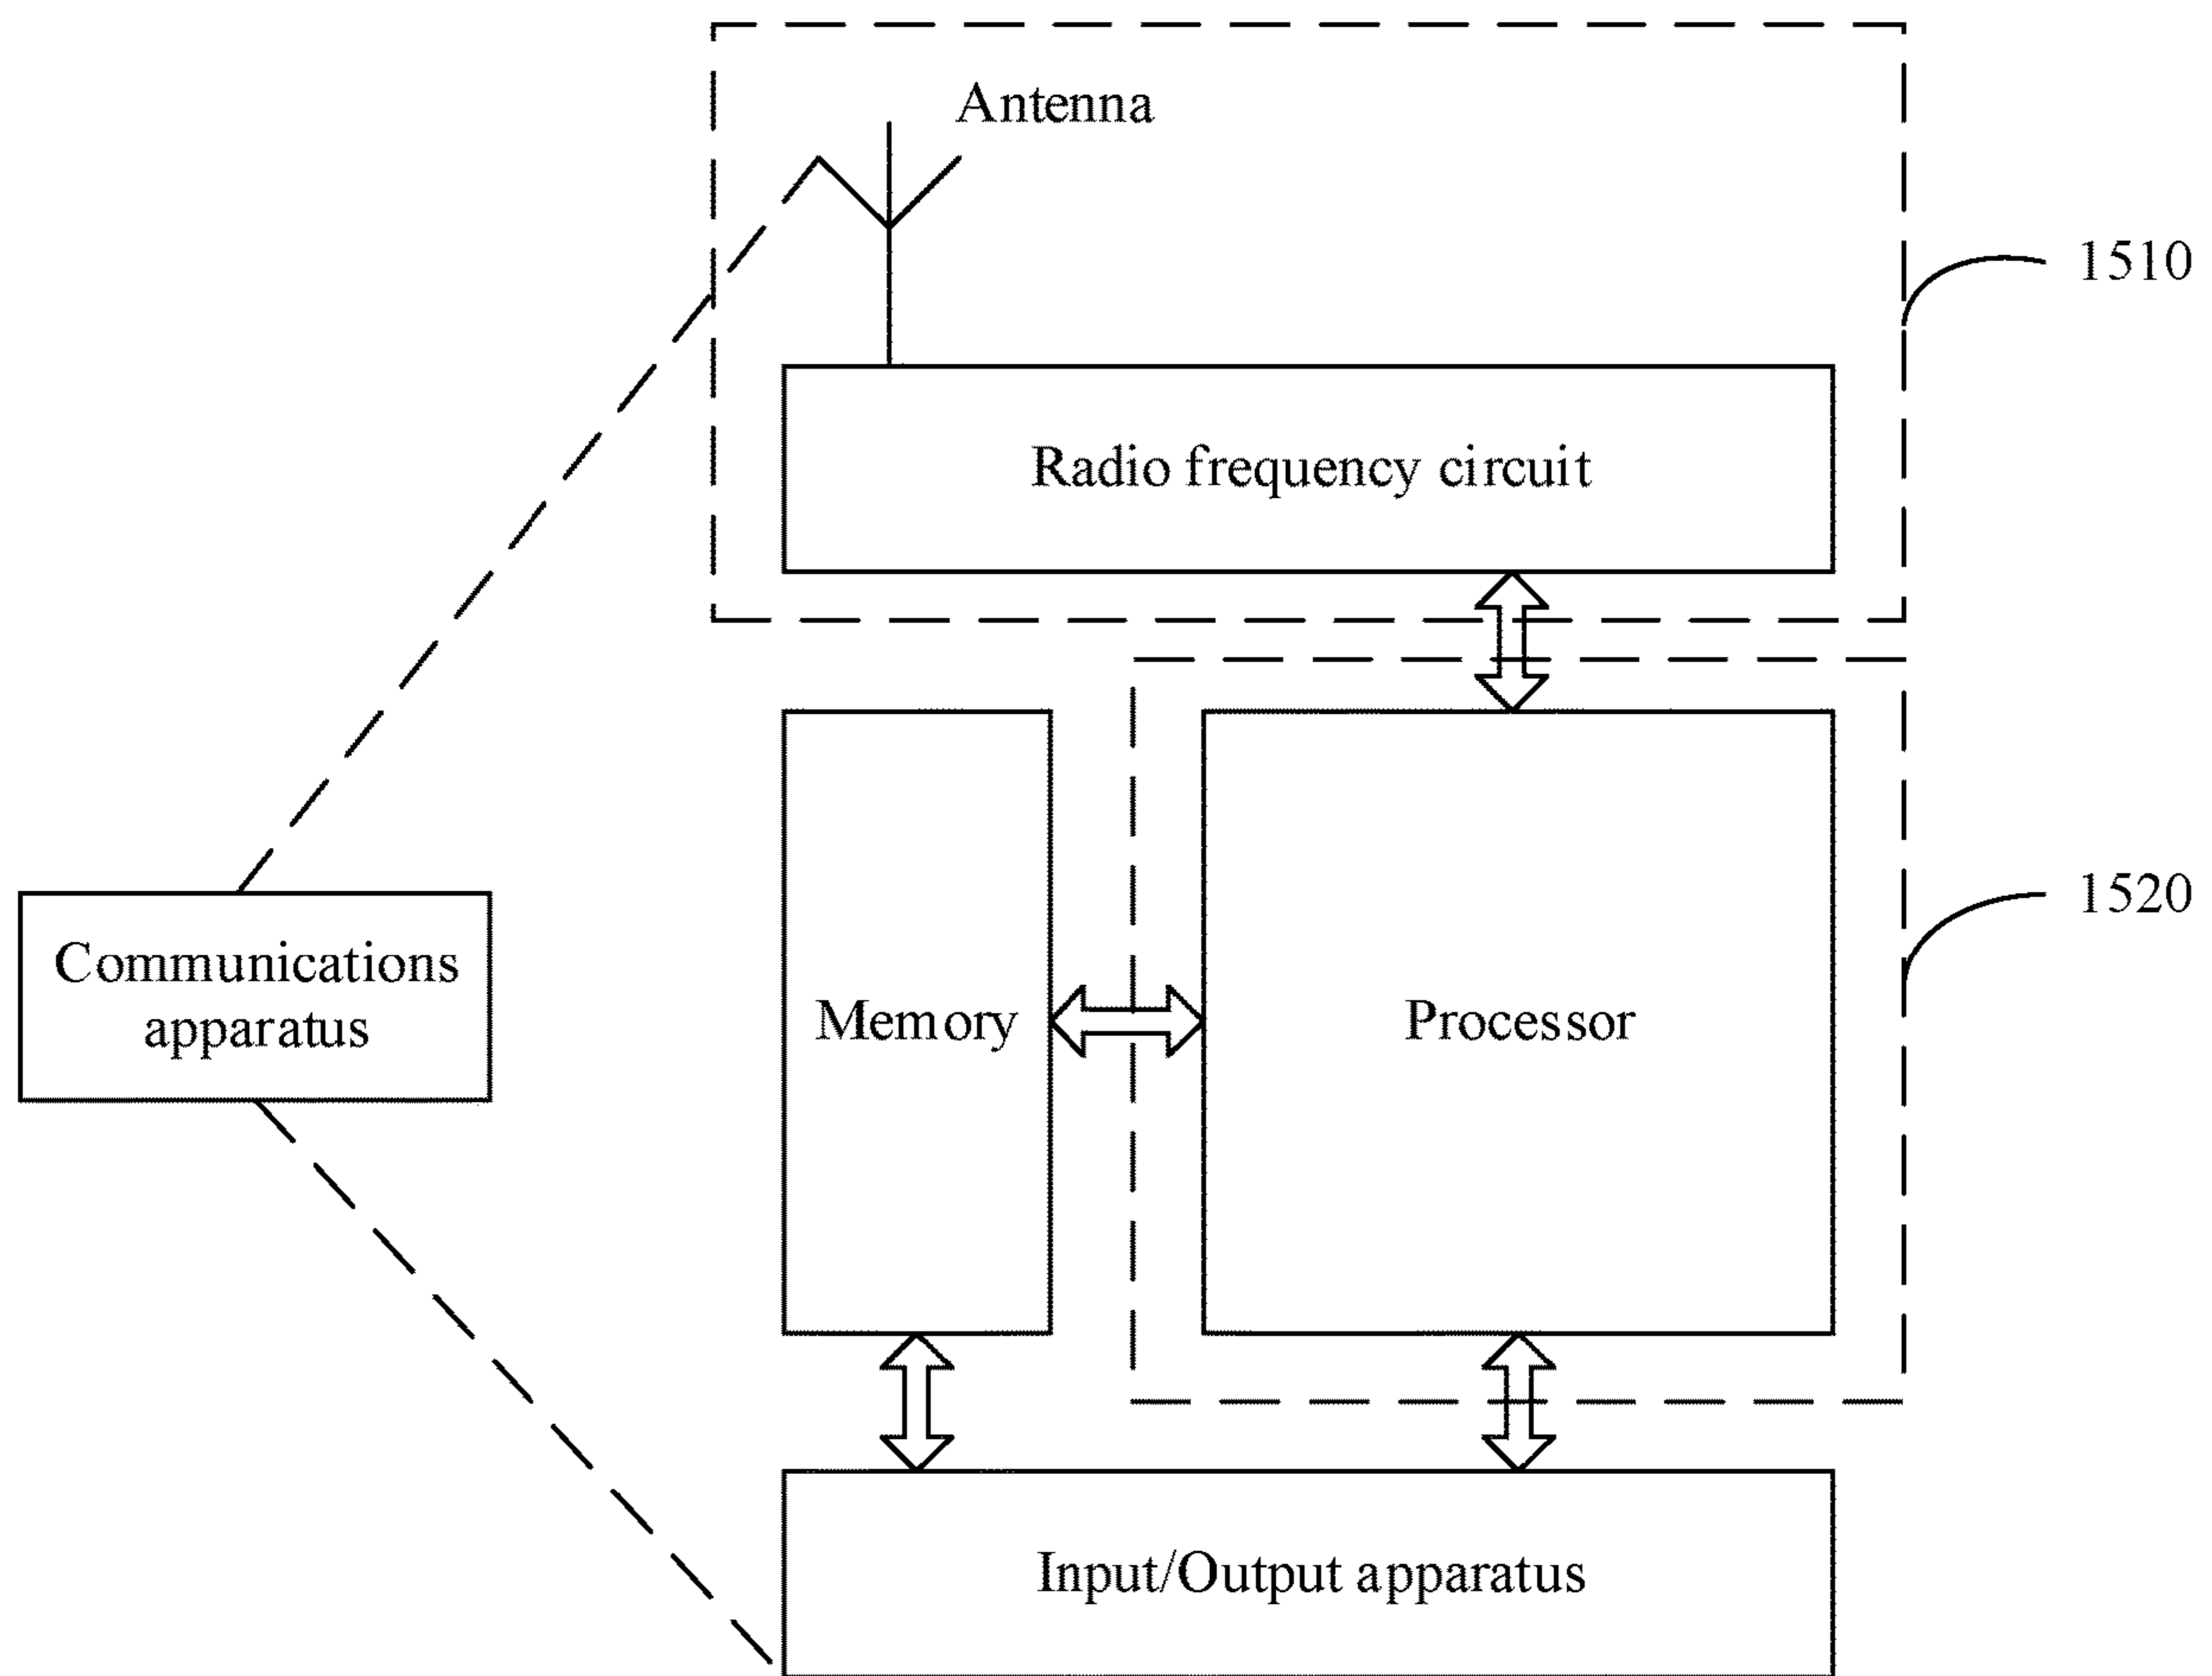 Antenna
1510
Radio frequency circuit
1520
Communications
apparatus
Memory
Processor
Input/Output apparatus